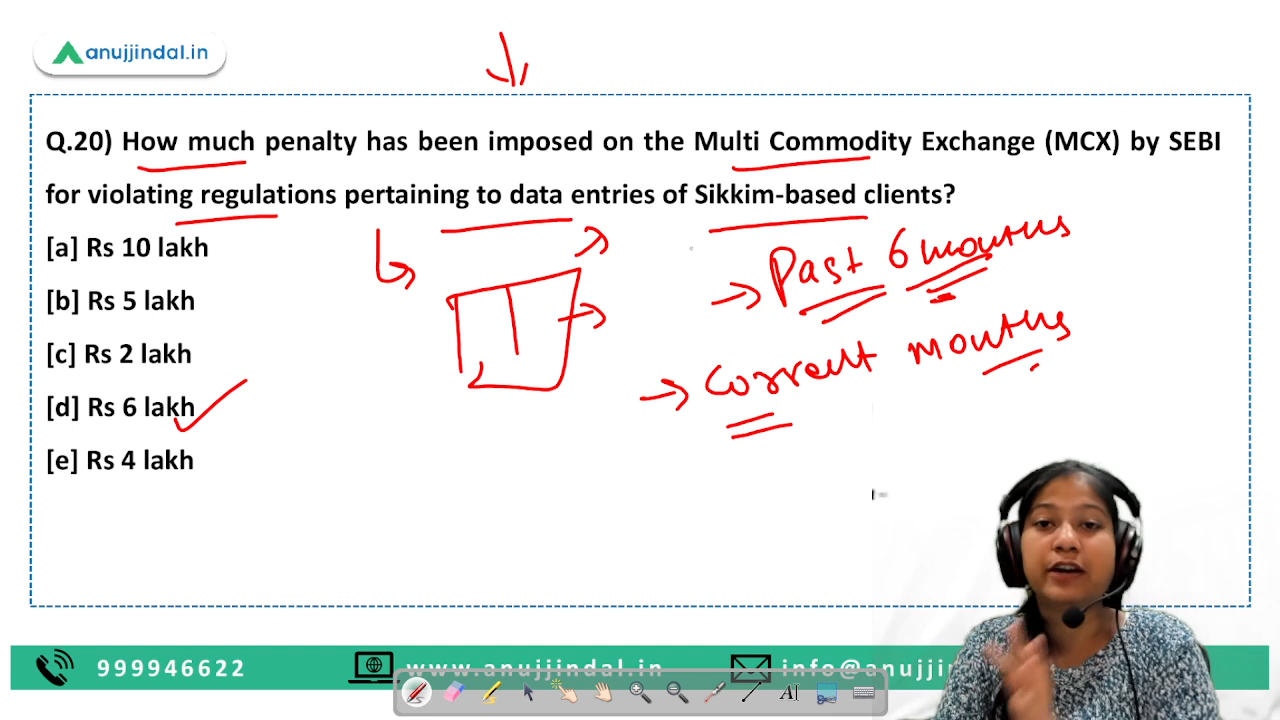 anujjindal.in
Q.20) How much penalty has been imposed on the Multi Commodity Exchange (MCX) by SEBI
for violating regulations pertaining to data entries of Sikkim-based clients?
[a] Rs 10 lakh
[b] Rs 5 lakh
[c] Rs 2 lakh
[d] Rs 6 lakh
[e] Rs 4 lakh
Past 6 months
Current months
999946622
www.anujjindal.in
info@anujji